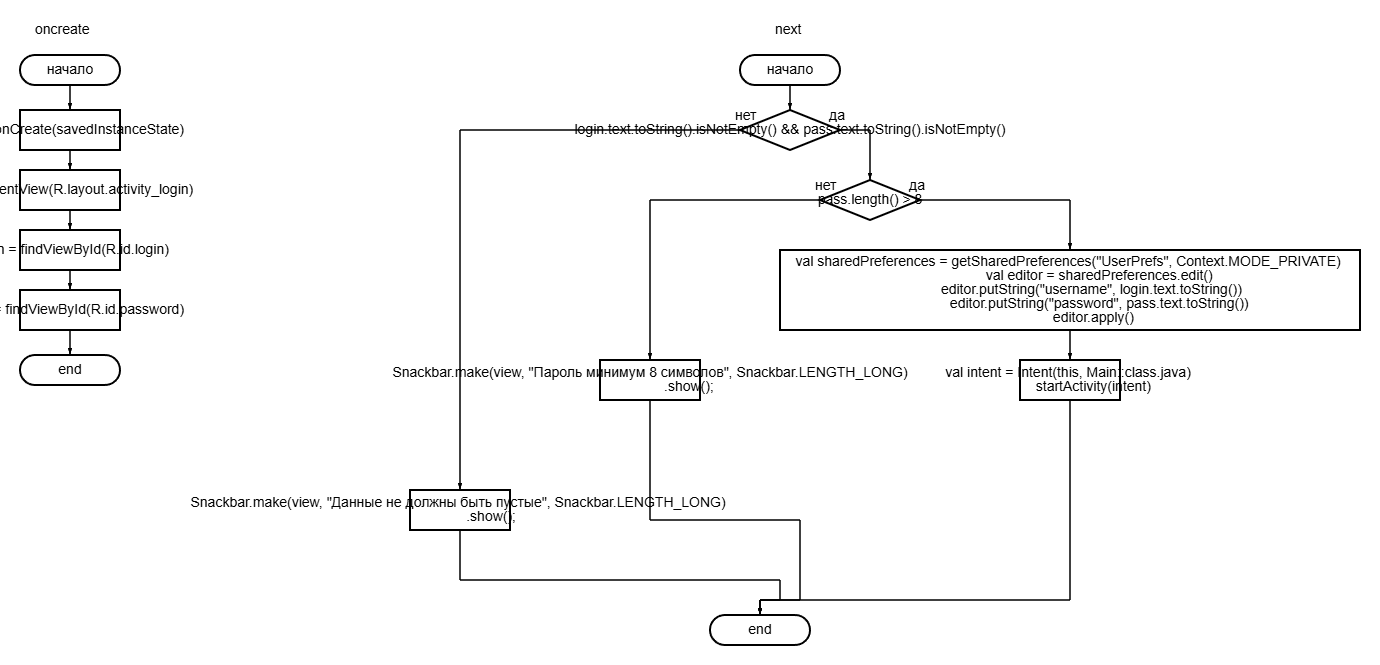 oncreate
начало
onCreate(savedInstanceState)
entView(R.layout.activity_login)
= findViewById(R.id.login)
= findViewById(R.id.password)
end
next
начало
нет
да
login.text.toString().isNotEmpty() && pass.text.toString().isNotEmpty()
нет
да
pass.length() > 8
val sharedPreferences = getSharedPreferences("UserPrefs", Context.MODE_PRIVATE)
val editor = sharedPreferences.edit()
editor.putString("username", login.text.toString())
editor.putString("password", pass.text.toString())
editor.apply()
Snackbar.make(view, "Пароль минимум 8 символов", Snackbar.LENGTH_LONG)
.show();
val intent = Intent(this, Main::class.java)
startActivity(intent)
Snackbar.make(view, "Данные не должны быть пустые", Snackbar.LENGTH_LONG)
.show();
end